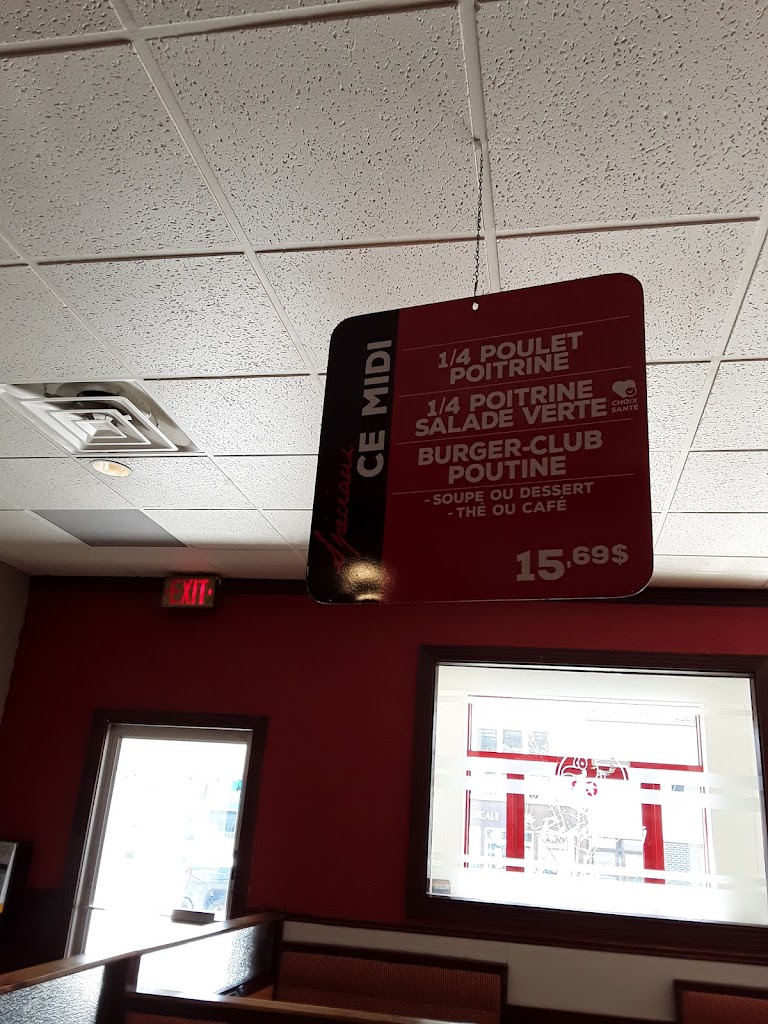 Spéciaux
CE MIDI
1/4 POULET
POITRINE
1/4 POITRINE
SALADE VERTE
CHOIX
SANTÉ
BURGER-CLUB
POUTINE
-SOUPE OU DESSERT
-THÉ OU CAFÉ
15,69$
EXIT